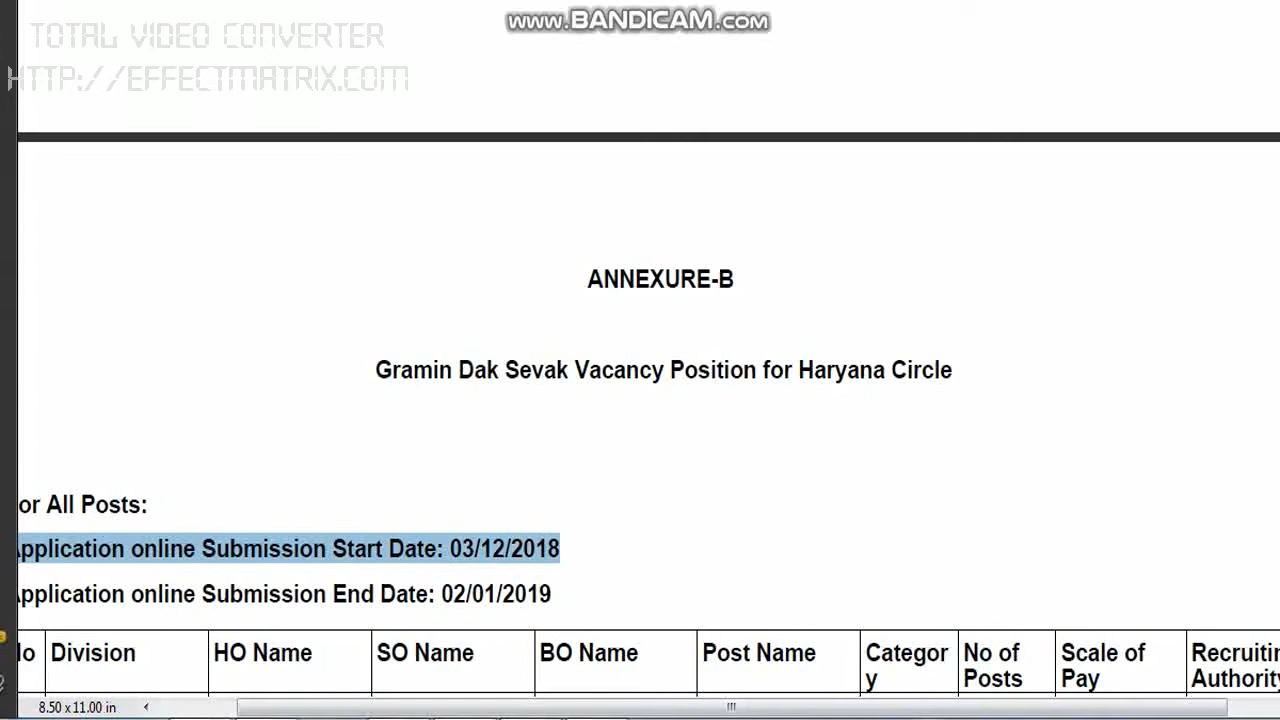 www.BANDICAM.com
TOTAL VIDEO CONVERTER
HTTP://EFFECTMATRIX.COM
ANNEXURE-B
Gramin Dak Sevak Vacancy Position for Haryana Circle
or All Posts:
Application online Submission Start Date: 03/12/2018
Application online Submission End Date: 02/01/2019
No Division HO Name SO Name BO Name Post Name Categor No of Scale of Recruitin
y Posts Pay Authority
8.50 x 11.00 in